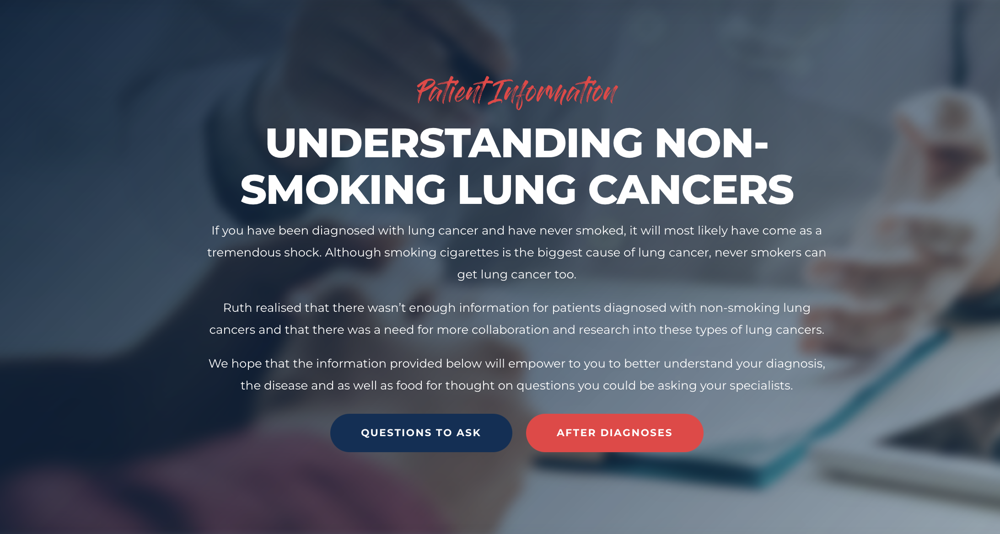 Patient Information
UNDERSTANDING NON-
SMOKING LUNG CANCERS
If you have been diagnosed with lung cancer and have never smoked, it will most likely have come as a
tremendous shock. Although smoking cigarettes is the biggest cause of lung cancer, never smokers can
get lung cancer too.
Ruth realised that there wasn’t enough information for patients diagnosed with non-smoking lung
cancers and that there was a need for more collaboration and research into these types of lung cancers.
We hope that the information provided below will empower to you to better understand your diagnosis,
the disease and as well as food for thought on questions you could be asking your specialists.
QUESTIONS TO ASK
AFTER DIAGNOSES